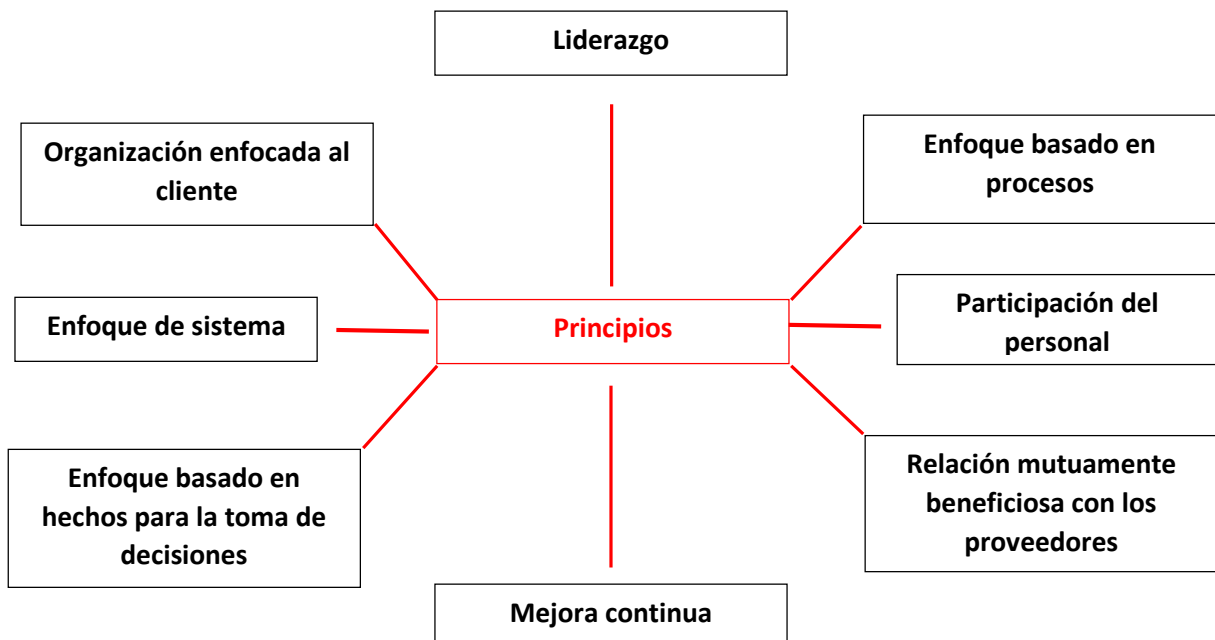 Liderazgo
Organización enfocada al
cliente
Enfoque basado en
procesos
Enfoque de sistema
Principios
Participación del
personal
Enfoque basado en
hechos para la toma de
decisiones
Relación mutuamente
beneficiosa con los
proveedores
Mejora continua